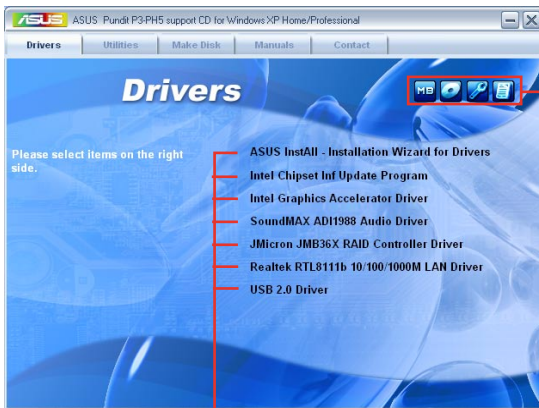 ASUS ASUS Pundit P3-PH5 support CD for Windows XP Home/Professional
Drivers Utilities Make Disk Manuals Contact
Drivers
MB
Please select items on the right
side.
ASUS InstAll - Installation Wizard for Drivers
Intel Chipset Inf Update Program
Intel Graphics Accelerator Driver
SoundMAX ADI1988 Audio Driver
JMicron JMB36X RAID Controller Driver
Realtek RTL8111b 10/100/1000M LAN Driver
USB 2.0 Driver